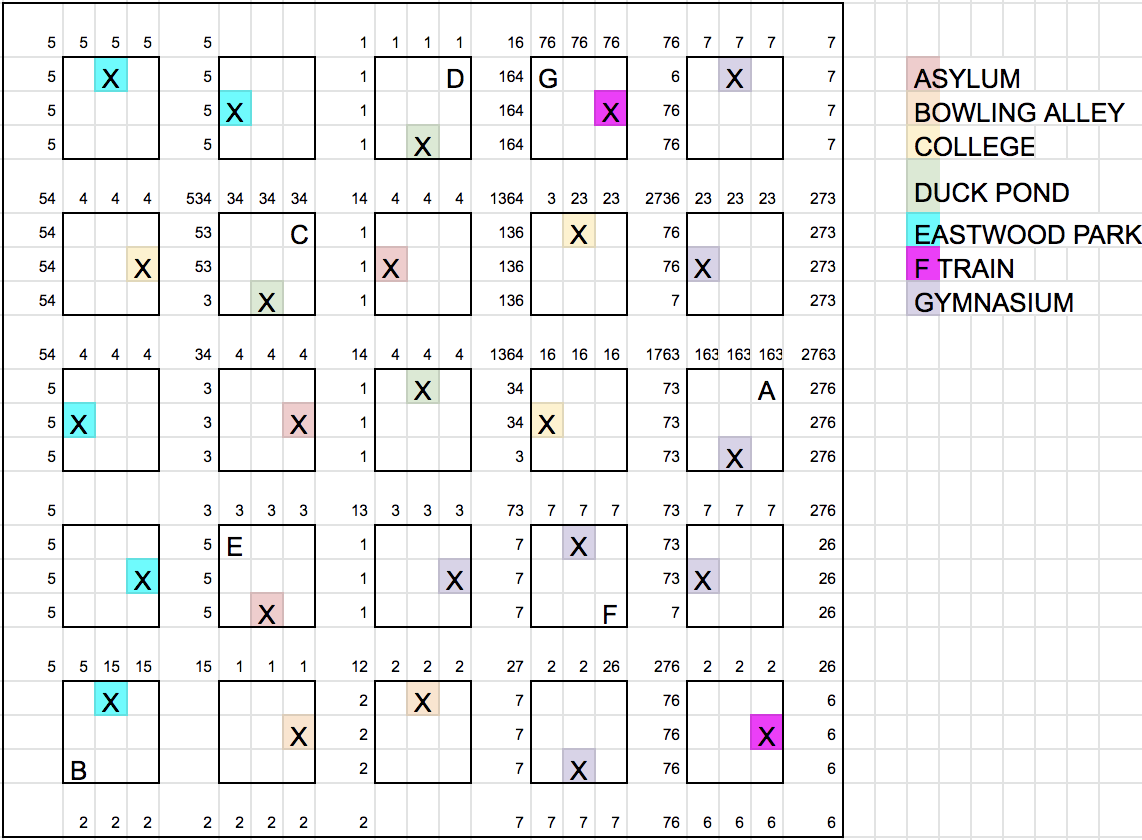 5 5 5 5 5 1 1 1 1 16 76 76 76 76 7 7 7 7
5 X 5 1 D 164 G 6 X 7 ASYLUM
5 5 X 1 164 X 76 7 BOWLING ALLEY
5 5 1 X 164 76 7 COLLEGE
54 4 4 4 534 34 34 34 14 4 4 4 1364 3 23 23 2736 23 23 23 273 DUCK POND
54 53 C 136 X 76 273 EASTWOOD PARK
54 X 53 1 X 136 76 X 273 F TRAIN
54 3 X 1 136 7 273 GYMNASIUM
54 4 4 4 34 4 4 4 14 4 4 4 1364 16 16 16 1763 163 163 163 2763
5 3 1 X 34 73 A 276
5 X 3 X 1 34 X 73 276
5 3 1 3 73 X 276
5 3 3 3 3 13 3 3 3 73 7 7 7 73 7 7 7 276
5 5 E 1 7 X 73 26
5 X 5 1 X 7 73 X 26
5 5 X 1 7 F 7 26
5 5 15 15 15 1 1 1 12 2 2 2 27 2 2 26 276 2 2 2 26
X 2 X 7 76 6
X 2 7 76 X 6
B 2 7 X 76 6
2 2 2 2 2 2 2 2 7 7 7 7 76 6 6 6 6